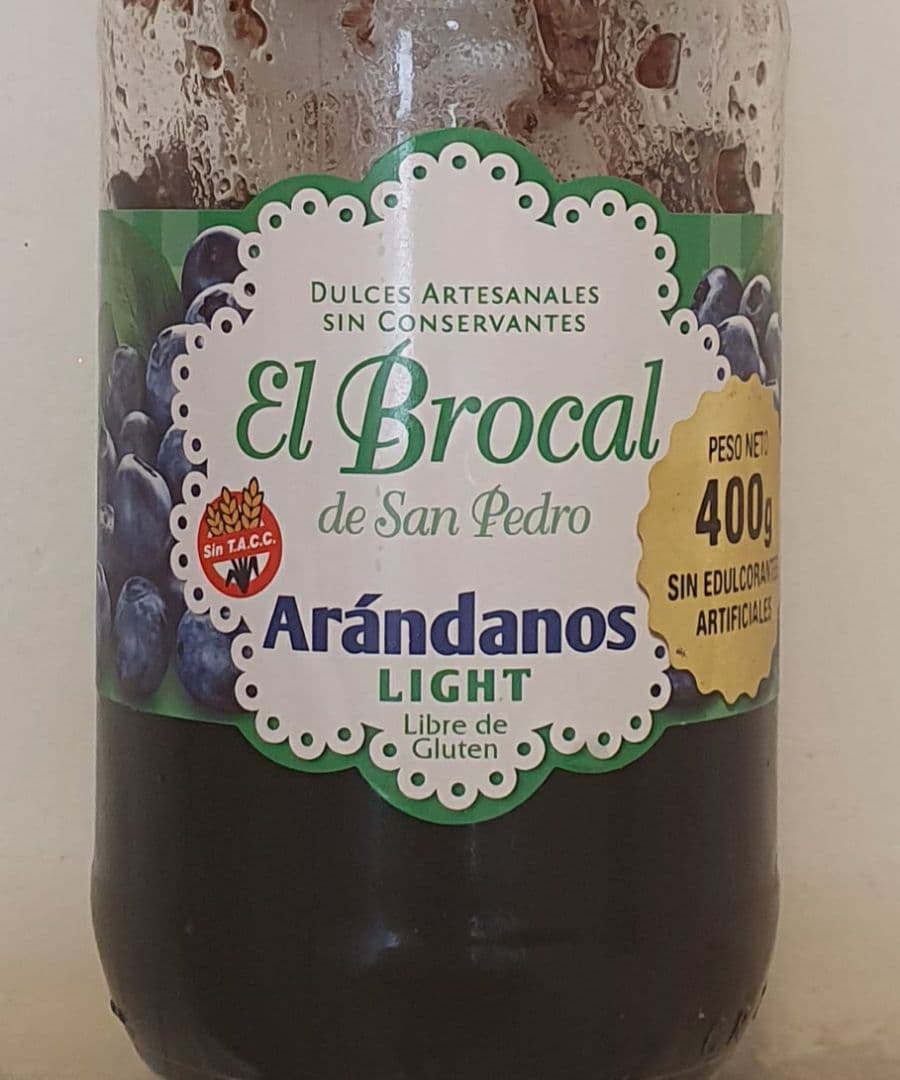 DULCES ARTESANALES
SIN CONSERVANTES
El Brocal
de San Pedro
Sin T.A.C.C.
Arándanos
LIGHT
Libre de
Gluten
PESO NETO
400g
SIN EDULCORANTES
ARTIFICIALES